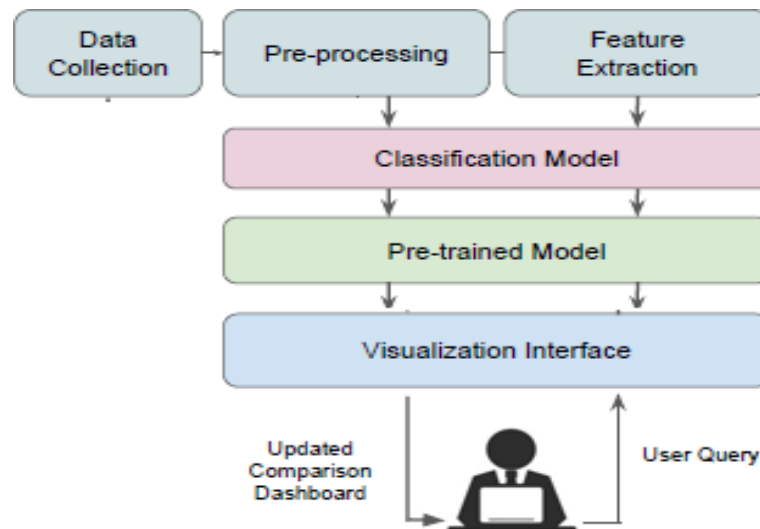 Data
Collection
Pre-processing
Feature
Extraction
Classification Model
Pre-trained Model
Visualization Interface
Updated
Comparison
Dashboard
User Query